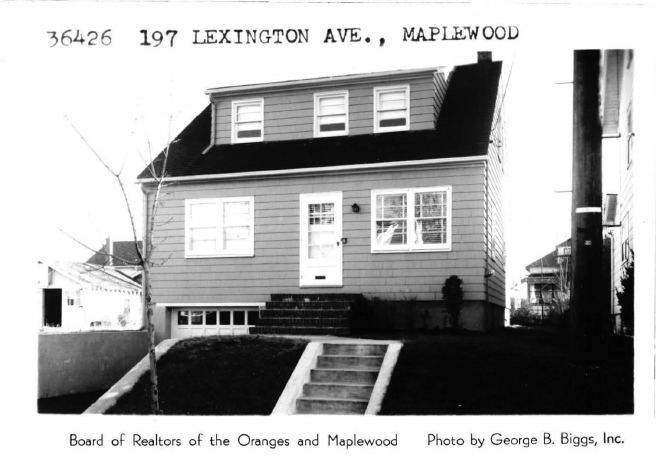 36426 197 LEXINGTON AVE., MAPLEWOOD
Board of Realtors of the Oranges and Maplewood Photo by George B. Biggs, Inc.